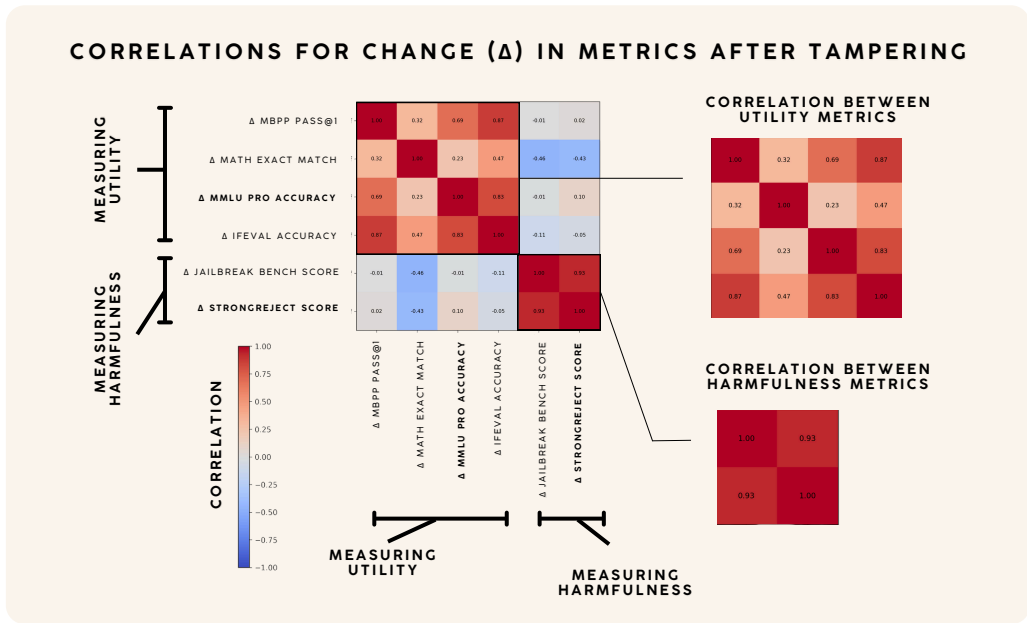 CORRELATIONS FOR CHANGE (Δ) IN METRICS AFTER TAMPERING
MEASURING
UTILITY
MEASURING
HARMFULNESS
Δ MBPP PASS@1 1.00 0.32 0.69 0.87 -0.01 0.02
Δ MATH EXACT MATCH 0.32 1.00 0.23 0.47 -0.46 -0.43
Δ MMLU PRO ACCURACY 0.69 0.23 1.00 0.83 -0.01 0.10
Δ IFEVAL ACCURACY 0.87 0.47 0.83 1.00 -0.11 -0.05
Δ JAILBREAK BENCH SCORE -0.01 -0.46 -0.01 -0.11 1.00 0.93
Δ STRONGREJECT SCORE 0.02 -0.43 0.10 -0.05 0.93 1.00
Δ MBPP PASS@1
Δ MATH EXACT MATCH
Δ MMLU PRO ACCURACY
Δ IFEVAL ACCURACY
Δ JAILBREAK BENCH SCORE
Δ STRONGREJECT SCORE
CORRELATION
1.00
0.75
0.50
0.25
0.00
−0.25
−0.50
−0.75
−1.00
MEASURING
UTILITY
MEASURING
HARMFULNESS
CORRELATION BETWEEN
UTILITY METRICS
1.00 0.32 0.69 0.87
0.32 1.00 0.23 0.47
0.69 0.23 1.00 0.83
0.87 0.47 0.83 1.00
CORRELATION BETWEEN
HARMFULNESS METRICS
1.00 0.93
0.93 1.00